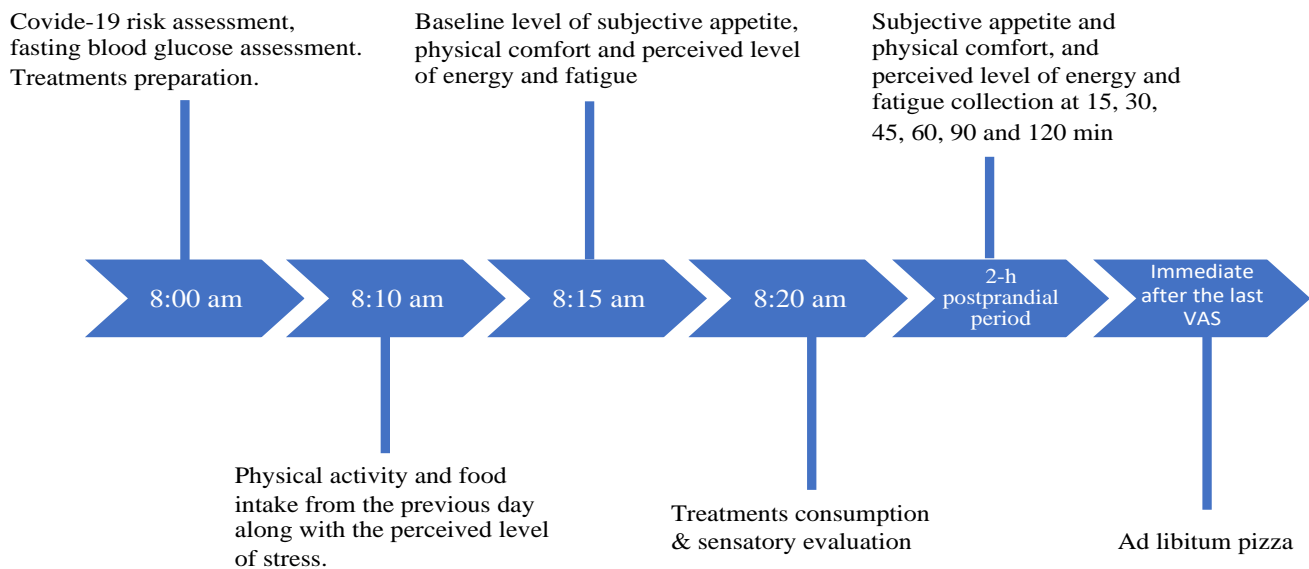 Covide-19 risk assessment,
fasting blood glucose assessment.
Treatments preparation.
Baseline level of subjective appetite,
physical comfort and perceived level
of energy and fatigue
Subjective appetite and
physical comfort, and
perceived level of energy and
fatigue collection at 15, 30,
45, 60, 90 and 120 min
8:00 am
8:10 am
8:15 am
8:20 am
2-h
postprandial
period
Immediate
after the last
VAS
Physical activity and food
intake from the previous day
along with the perceived level
of stress.
Treatments consumption
& sensatory evaluation
Ad libitum pizza